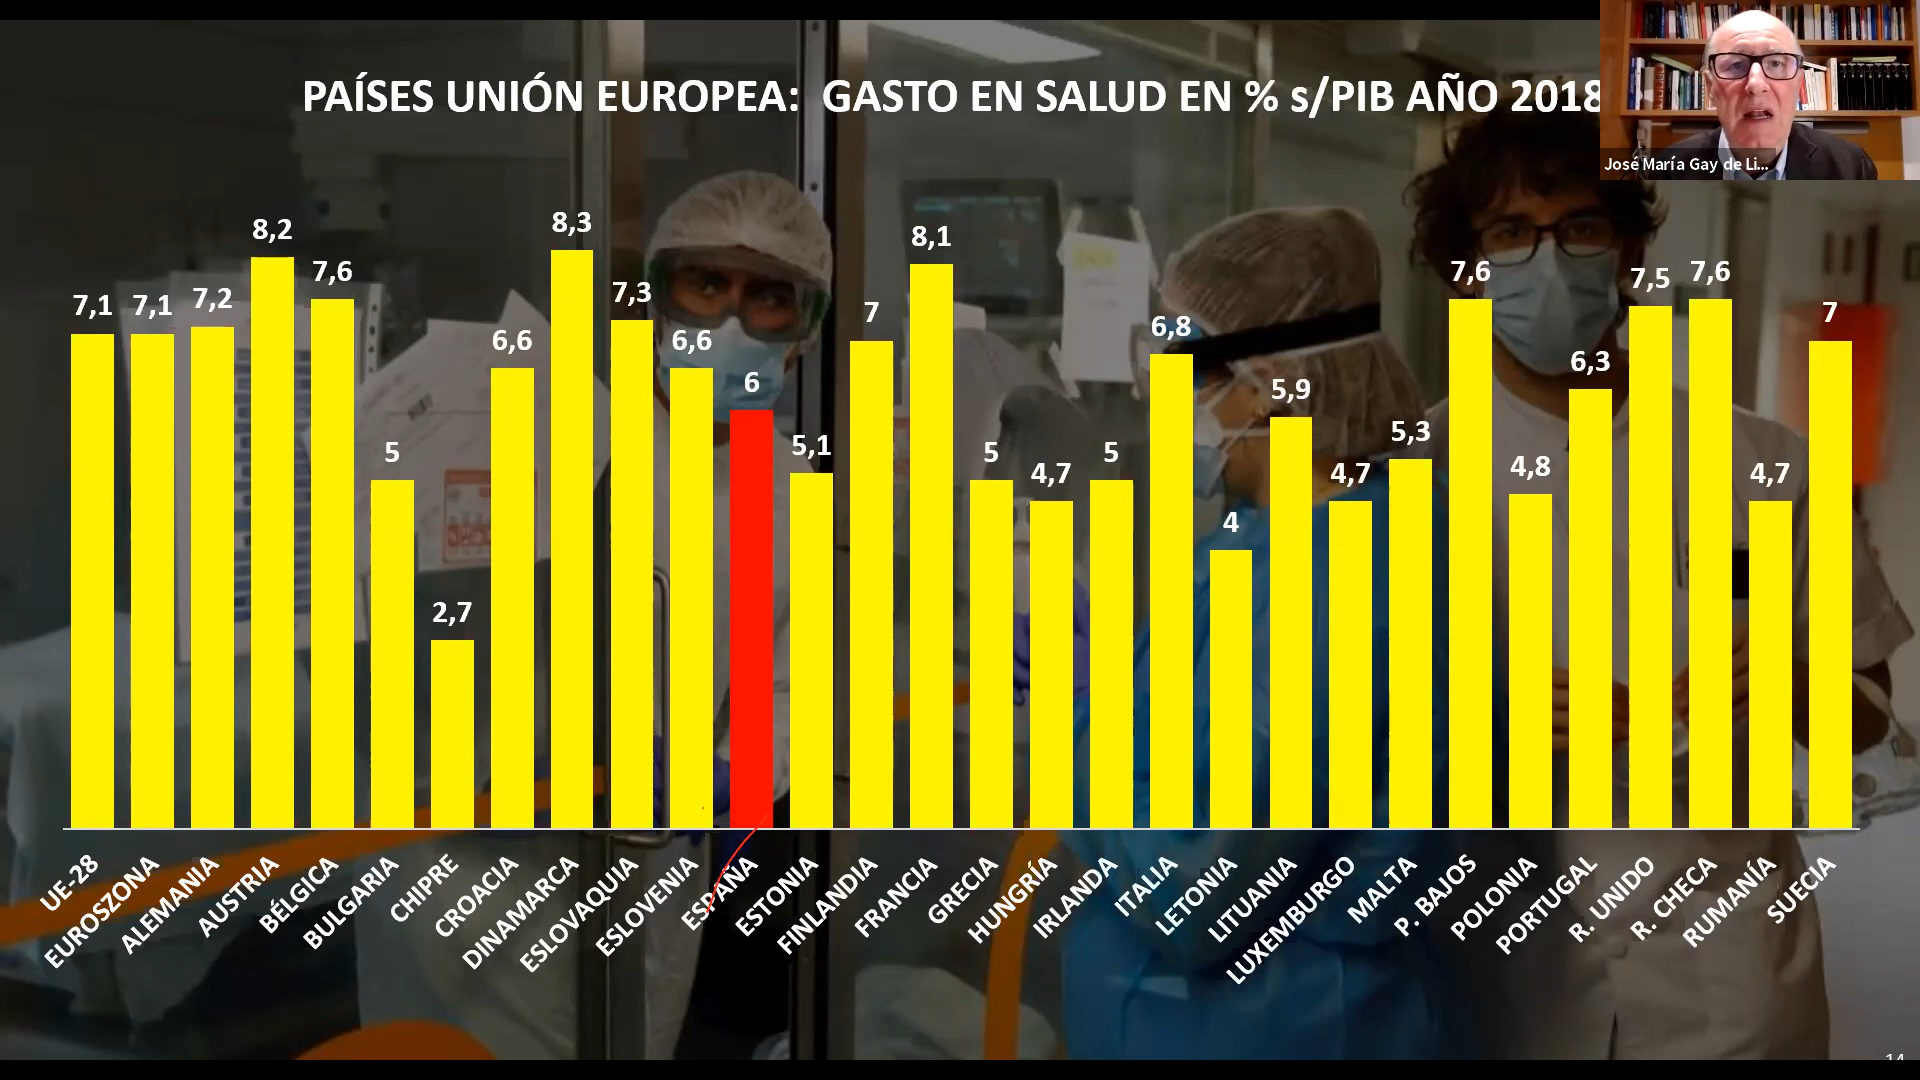 PAÍSES UNIÓN EUROPEA: GASTO EN SALUD EN % s/PIB AÑO 2018
José María Gay de Li...
7,1
7,1
7,2
8,2
7,6
5
2,7
6,6
8,3
7,3
6,6
6
5,1
7
8,1
5
4,7
5
6,8
4
5,9
4,7
5,3
7,6
4,8
6,3
7,5
7,6
4,7
7
UE-28
EUROSZONA
ALEMANIA
AUSTRIA
BÉLGICA
BULGARIA
CHIPRE
CROACIA
DINAMARCA
ESLOVAQUIA
ESLOVENIA
ESPAÑA
ESTONIA
FINLANDIA
FRANCIA
GRECIA
HUNGRÍA
IRLANDA
ITALIA
LETONIA
LITUANIA
LUXEMBURGO
MALTA
P. BAJOS
POLONIA
PORTUGAL
R. UNIDO
R. CHECA
RUMANÍA
SUECIA